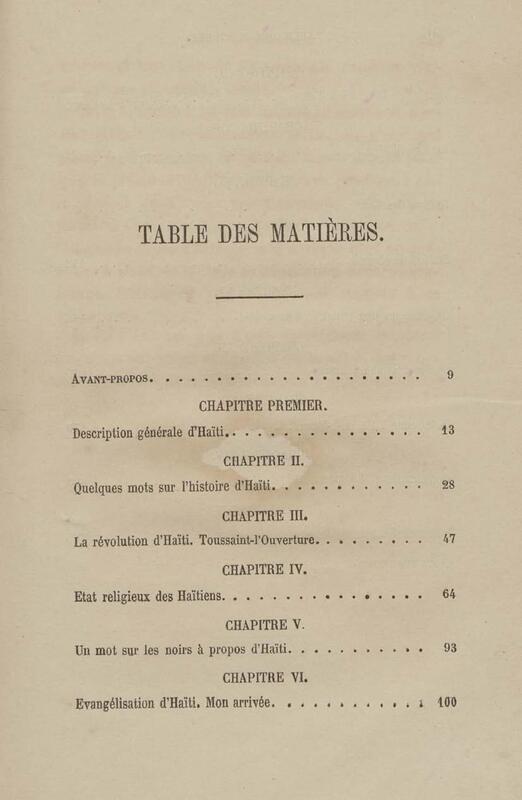 TABLE DES MATIÈRES.
AVANT-PROPOS. . . . . . . . . . . . . . . . . . . . . 9
CHAPITRE PREMIER.
Description générale d'Haïti. . . . . . . . . . . . . . . . 13
CHAPITRE II.
Quelques mots sur l'histoire d'Haïti. . . . . . . . . . . . 28
CHAPITRE III.
La révolution d'Haïti. Toussaint-l'Ouverture. . . . . . . . . 47
CHAPITRE IV.
Etat religieux des Haïtiens. . . . . . . . . . . . . . . . 64
CHAPITRE V.
Un mot sur les noirs à propos d'Haïti. . . . . . . . . . . 93
CHAPITRE VI.
Evangélisation d'Haïti. Mon arrivée. . . . . . . . . . . . 100